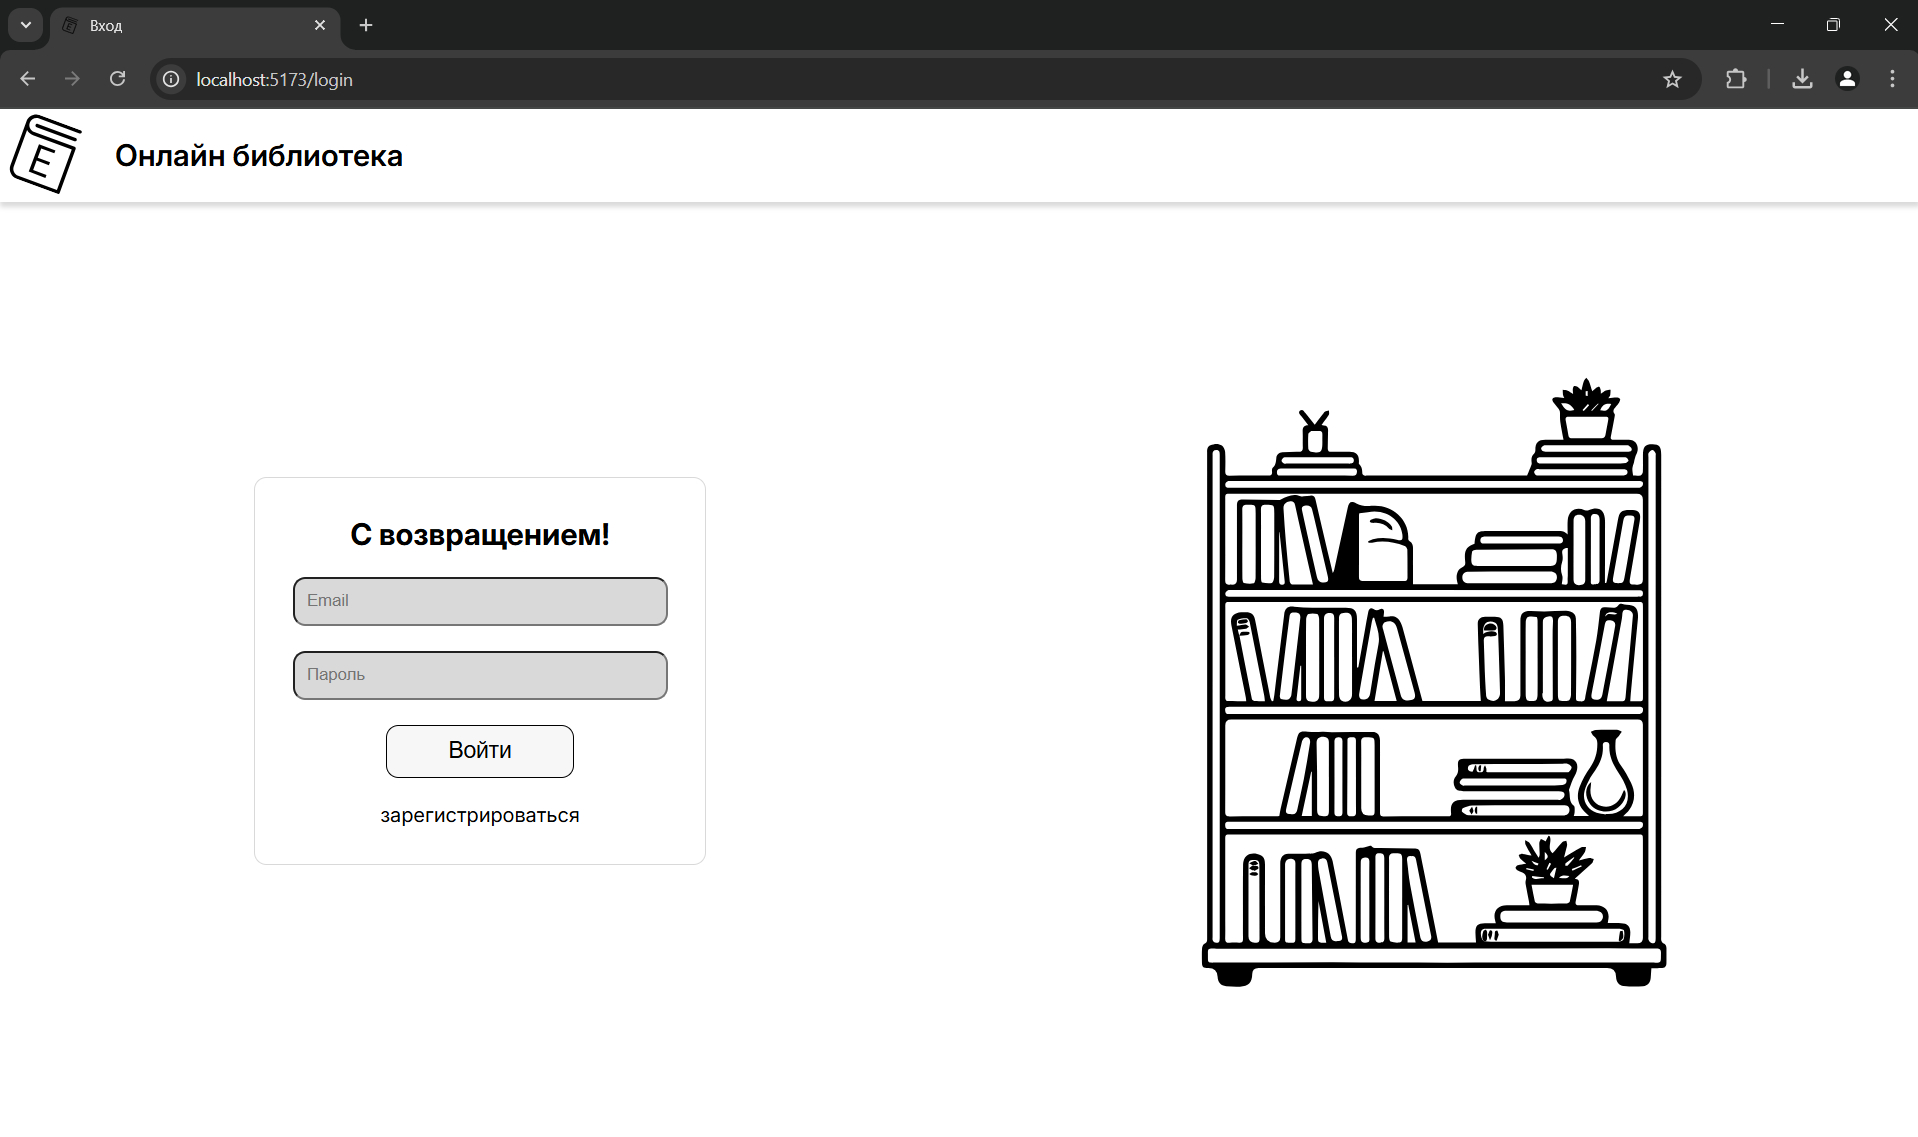 Вход
localhost:5173/login
E
Онлайн библиотека
С возвращением!
Email
Пароль
Войти
зарегистрироваться